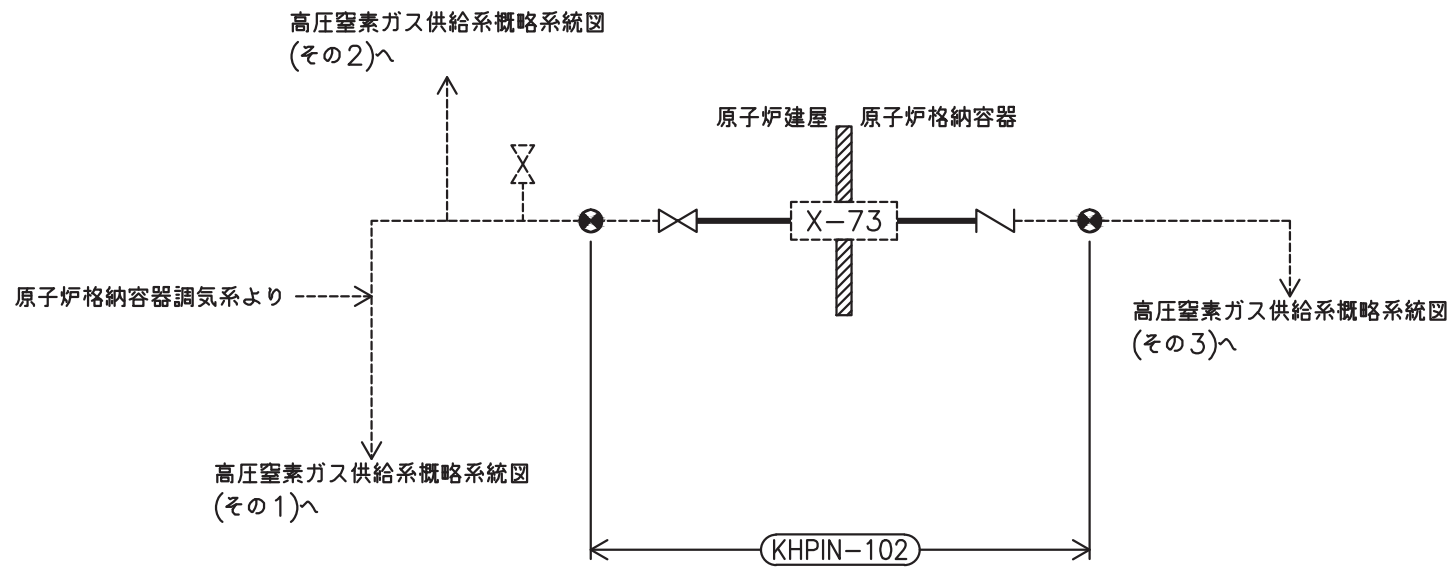 高圧窒素ガス供給系概略系統図
(その2)へ
原子炉建屋
原子炉格納容器
X-73
原子炉格納容器調気系より
高圧窒素ガス供給系概略系統図
(その3)へ
高圧窒素ガス供給系概略系統図
(その1)へ
KHPIN-102